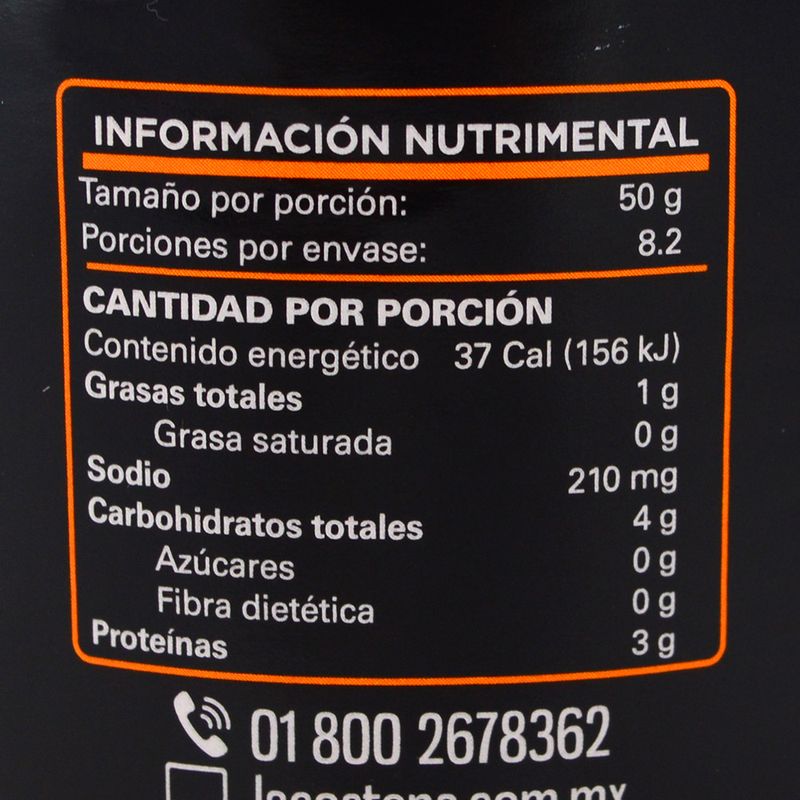 INFORMACIÓN NUTRIMENTAL
Tamaño por porción: 50 g
Porciones por envase: 8.2
CANTIDAD POR PORCIÓN
Contenido energético 37 Cal (156 kJ)
Grasas totales 1 g
Grasa saturada 0 g
Sodio 210 mg
Carbohidratos totales 4 g
Azúcares 0 g
Fibra dietética 0 g
Proteínas 3 g
01 800 2678362